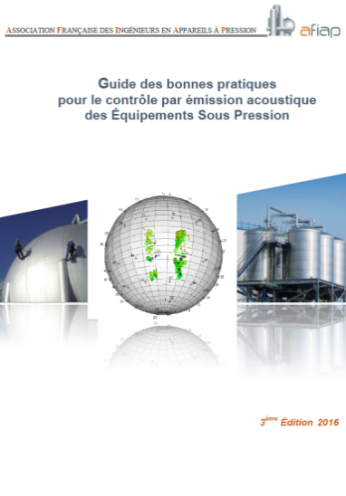 ASSOCIATION FRANÇAISE DES INGÉNIEURS EN APPAREILS À PRESSION
afiap
Guide des bonnes pratiques
pour le contrôle par émission acoustique
des Équipements Sous Pression
3ème Édition 2016